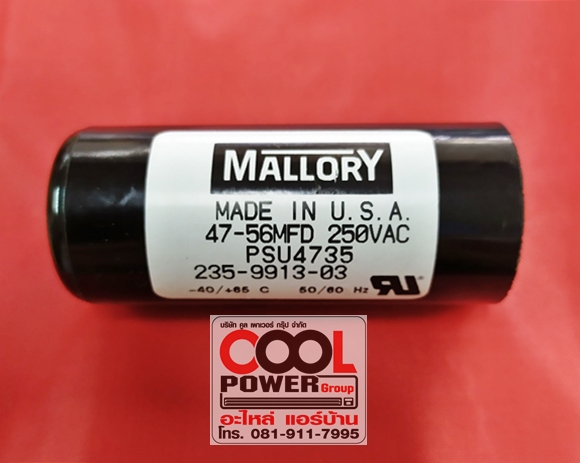 MALLORY
MADE IN U.S.A.
47-56MFD 250VAC
PSU4735
235-9913-03
-40/+65 C 50/60 Hz
บริษัท คูล เพาเวอร์ กรุ๊ป จำกัด
COOL
POWER Group
อะไหล่ แอร์บ้าน
โทร. 081-911-7995